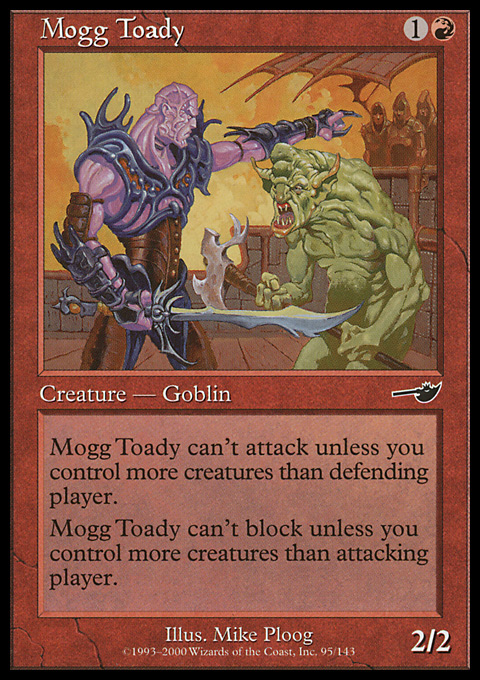 Mogg Toady 1
Creature — Goblin
Mogg Toady can't attack unless you
control more creatures than defending
player.
Mogg Toady can't block unless you
control more creatures than attacking
player.
Illus. Mike Ploog
©1993–2000 Wizards of the Coast, Inc. 95/143
2/2